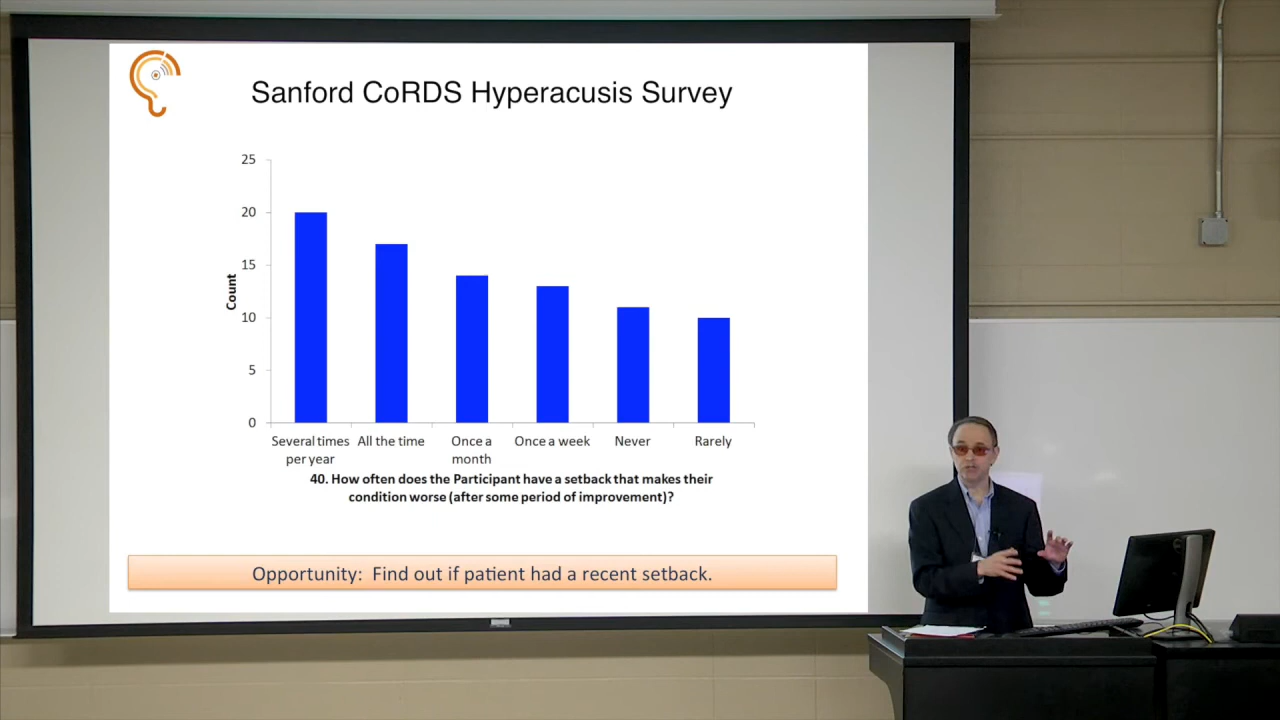 Sanford CoRDS Hyperacusis Survey
25
20
15
10
5
0
Count
Several times per year
All the time
Once a month
Once a week
Never
Rarely
40. How often does the Participant have a setback that makes their
condition worse (after some period of improvement)?
Opportunity: Find out if patient had a recent setback.